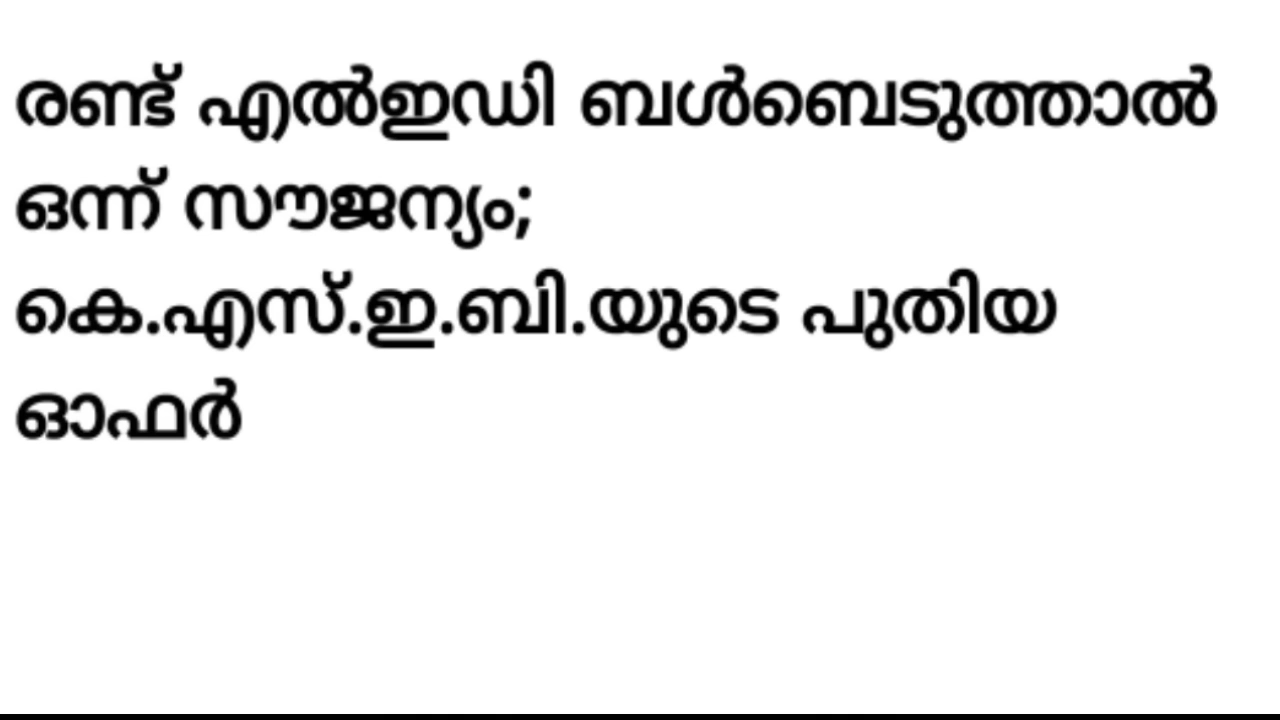 രണ്ട് എൽഇഡി ബൾബെടുത്താൽ
ഒന്ന് സൗജന്യം;
കെ.എസ്.ഇ.ബി.യുടെ പുതിയ
ഓഫർ